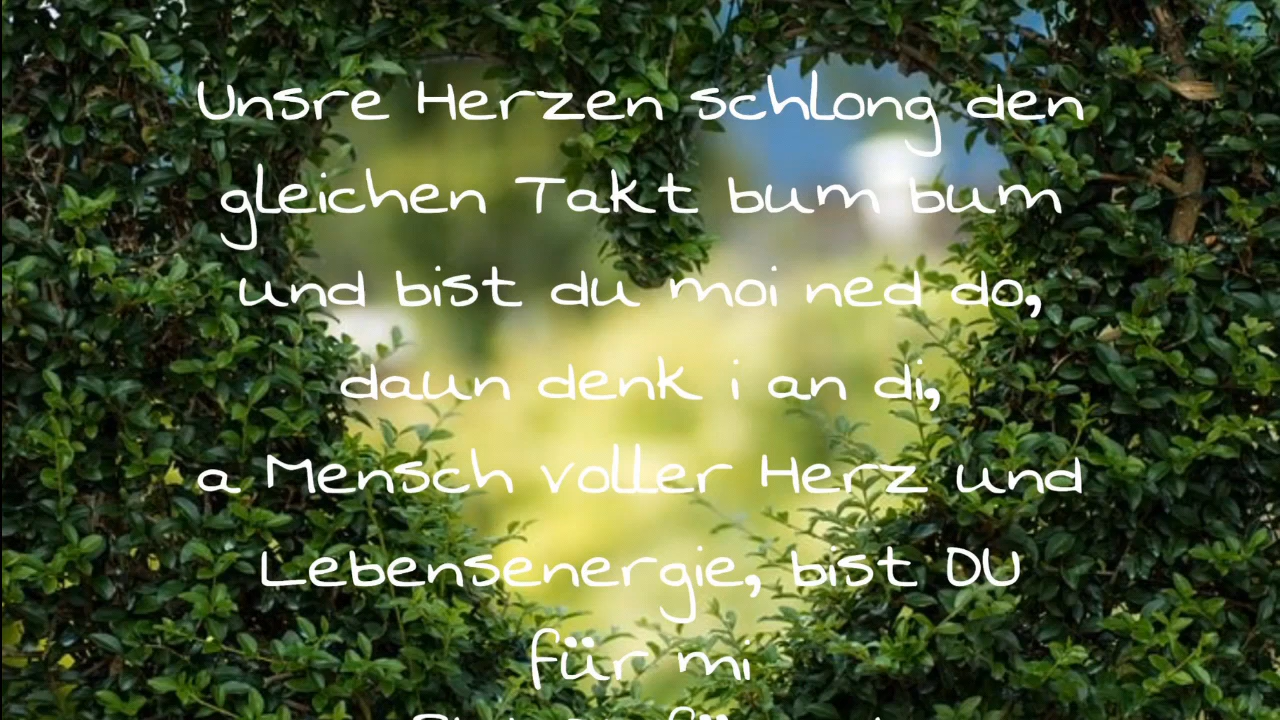 Unsre Herzen schlong den
gleichen Takt bum bum
und bist du moi ned do,
daun denk i an di,
a Mensch voller Herz und
Lebensenergie, bist DU
für mi